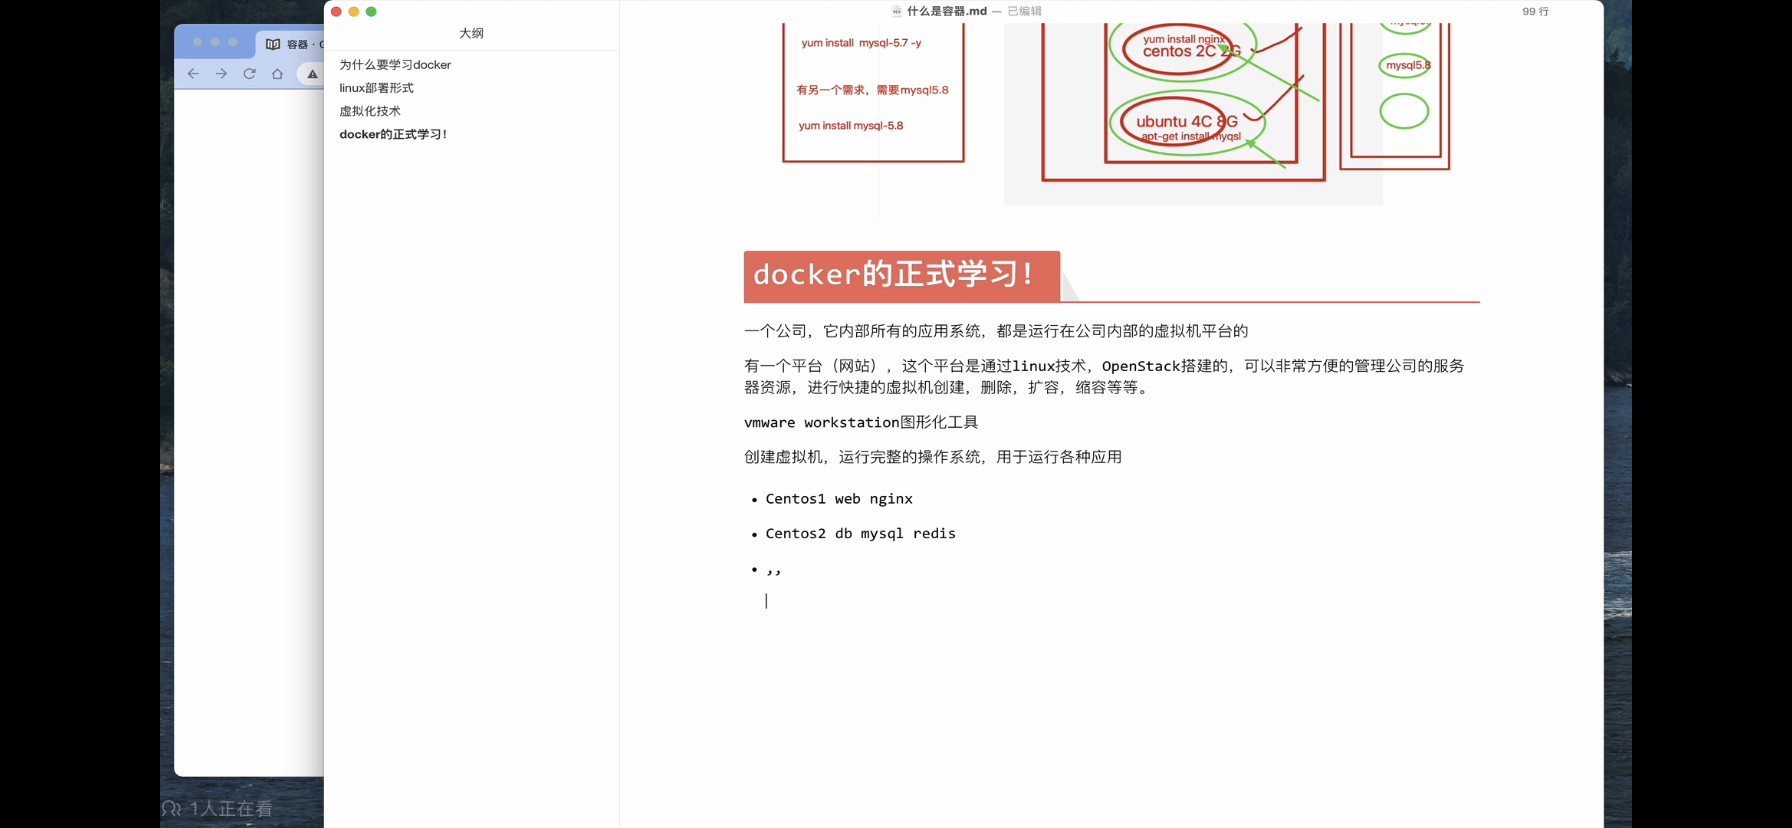 什么是容器.md — 已编辑
99 行
容器 · G
大纲
为什么要学习docker
linux部署形式
虚拟化技术
docker的正式学习！
yum install mysql-5.7 -y
有另一个需求，需要mysql5.8
yum install mysql-5.8
yum install nginx
centos 2C 2G
ubuntu 4C 8G
apt-get install myqsl
mysql5.8
docker的正式学习！
一个公司，它内部所有的应用系统，都是运行在公司内部的虚拟机平台的
有一个平台（网站），这个平台是通过linux技术，OpenStack搭建的，可以非常方便的管理公司的服务
器资源，进行快捷的虚拟机创建，删除，扩容，缩容等等。
vmware workstation图形化工具
创建虚拟机，运行完整的操作系统，用于运行各种应用
• Centos1 web nginx
• Centos2 db mysql redis
• ,,
1人正在看